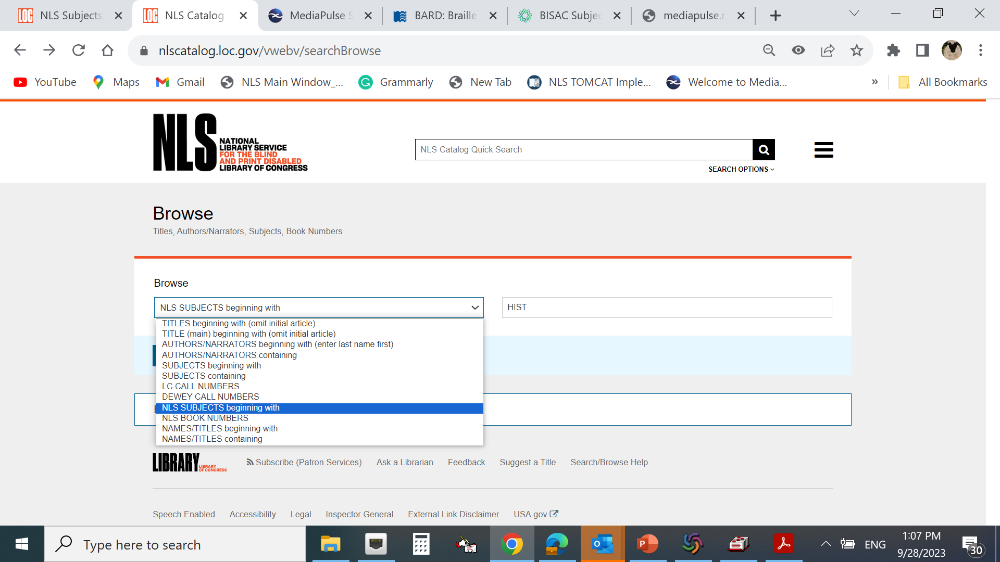 NLS Subjects
NLS Catalog
MediaPulse S
BARD: Braille
BISAC Subjec
mediapulse.n
nlscatalog.loc.gov/vwebv/searchBrowse
YouTube
Maps
Gmail
NLS Main Window_...
Grammarly
New Tab
NLS TOMCAT Imple...
Welcome to Media...
»
All Bookmarks
NLS
NATIONAL
LIBRARY SERVICE
FOR THE BLIND
AND PRINT DISABLED
LIBRARY OF CONGRESS
NLS Catalog Quick Search
SEARCH OPTIONS
Browse
Titles, Authors/Narrators, Subjects, Book Numbers
Browse
NLS SUBJECTS beginning with
HIST
TITLES beginning with (omit initial article)
TITLE (main) beginning with (omit initial article)
AUTHORS/NARRATORS beginning with (enter last name first)
AUTHORS/NARRATORS containing
SUBJECTS beginning with
SUBJECTS containing
LC CALL NUMBERS
DEWEY CALL NUMBERS
NLS SUBJECTS beginning with
NLS BOOK NUMBERS
NAMES/TITLES beginning with
NAMES/TITLES containing
LIBRARY LIBRARY OF CONGRESS
Subscribe (Patron Services)
Ask a Librarian
Feedback
Suggest a Title
Search/Browse Help
Speech Enabled
Accessibility
Legal
Inspector General
External Link Disclaimer
USA.gov
Type here to search
ENG
1:07 PM
9/28/2023
30